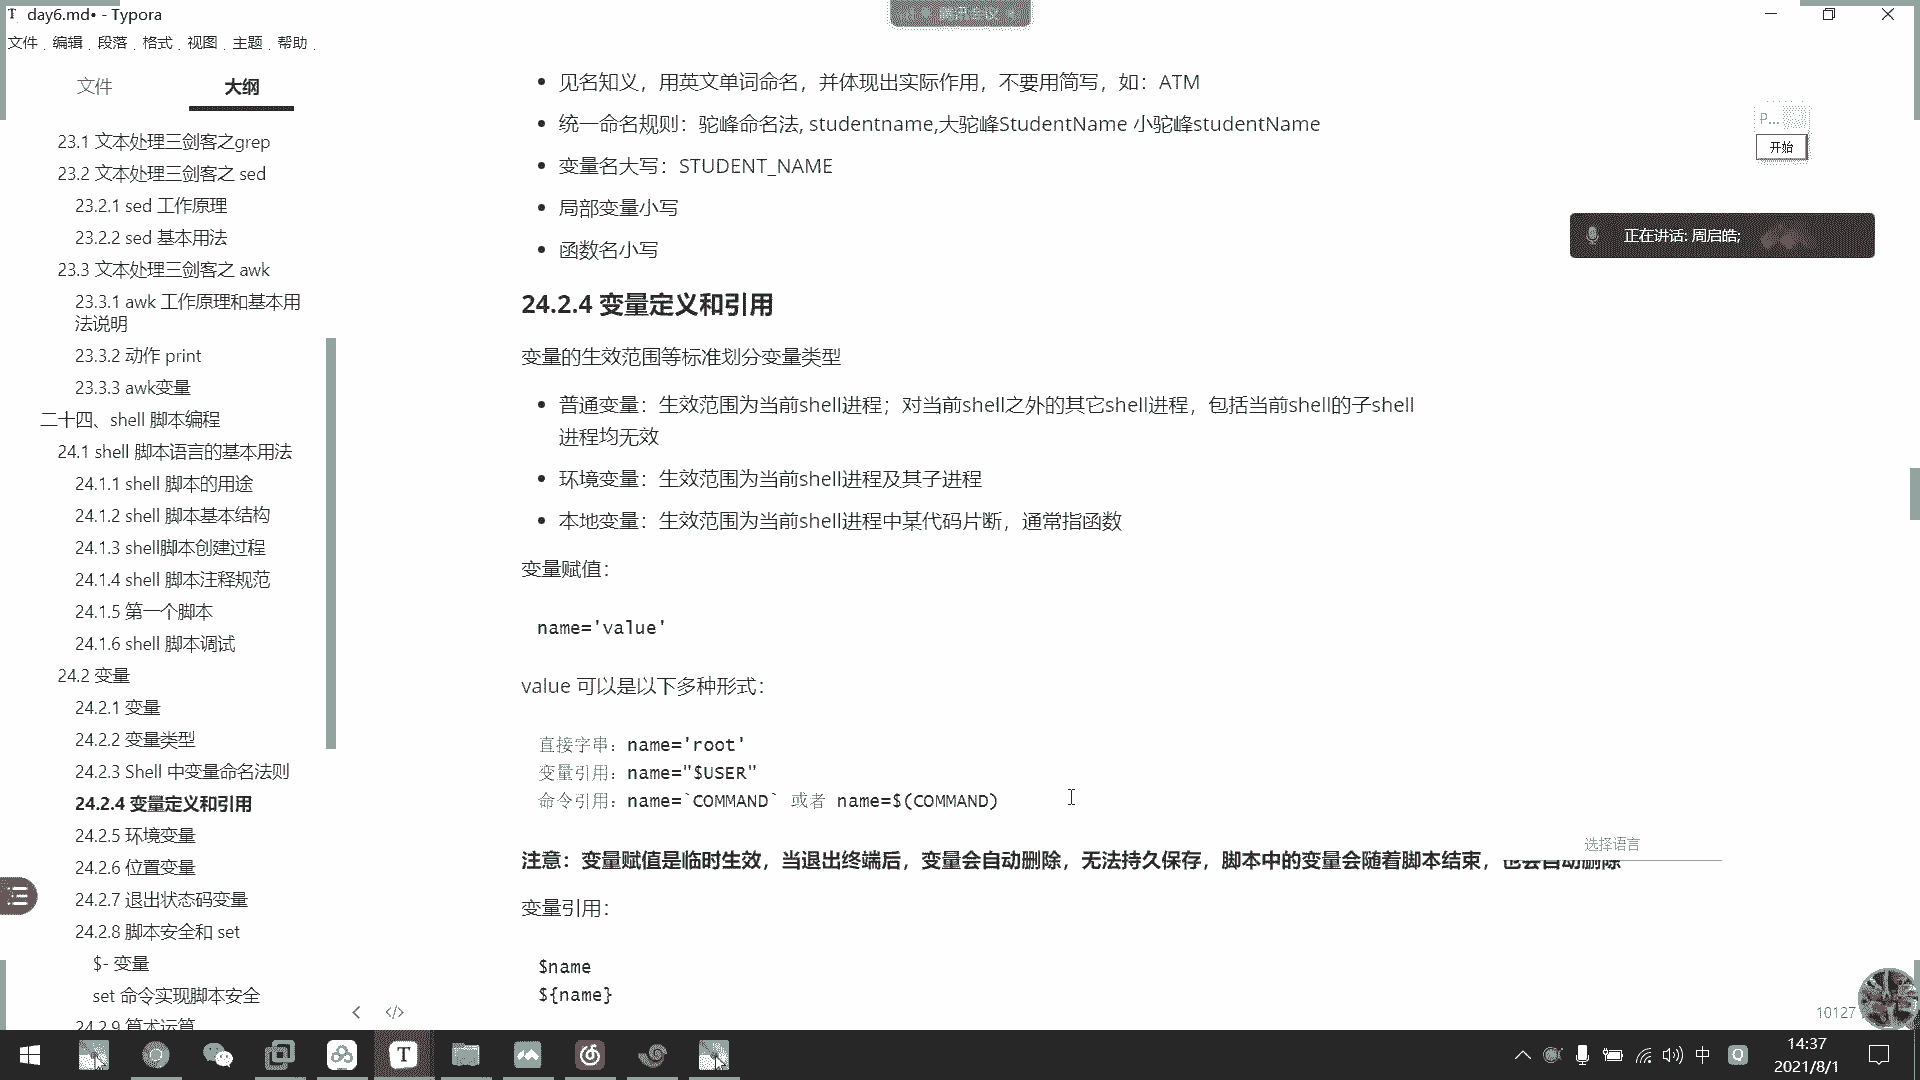 day6.md• - Typora
文件 编辑 段落 格式 视图 主题 帮助
腾讯会议
文件 大纲
23.1 文本处理三剑客之grep
23.2 文本处理三剑客之 sed
23.2.1 sed 工作原理
23.2.2 sed 基本用法
23.3 文本处理三剑客之 awk
23.3.1 awk 工作原理和基本用
法说明
23.3.2 动作 print
23.3.3 awk变量
二十四、shell 脚本编程
24.1 shell 脚本语言的基本用法
24.1.1 shell 脚本的用途
24.1.2 shell 脚本基本结构
24.1.3 shell脚本创建过程
24.1.4 shell 脚本注释规范
24.1.5 第一个脚本
24.1.6 shell 脚本调试
24.2 变量
24.2.1 变量
24.2.2 变量类型
24.2.3 Shell 中变量命名法则
24.2.4 变量定义和引用
24.2.5 环境变量
24.2.6 位置变量
24.2.7 退出状态码变量
24.2.8 脚本安全和 set
$- 变量
set 命令实现脚本安全
24.2.9 算术运算
• 见名知义，用英文单词命名，并体现出实际作用，不要用简写，如：ATM
• 统一命名规则：驼峰命名法, studentname,大驼峰StudentName 小驼峰studentName
• 变量名大写：STUDENT_NAME
• 局部变量小写
• 函数名小写
24.2.4 变量定义和引用
变量的生效范围等标准划分变量类型
• 普通变量：生效范围为当前shell进程；对当前shell之外的其它shell进程，包括当前shell的子shell
进程均无效
• 环境变量：生效范围为当前shell进程及其子进程
• 本地变量：生效范围为当前shell进程中某代码片断，通常指函数
变量赋值：
name='value'
value 可以是以下多种形式：
直接字串：name='root'
变量引用：name="$USER"
命令引用：name=`COMMAND` 或者 name=$(COMMAND)
注意：变量赋值是临时生效，当退出终端后，变量会自动删除，无法持久保存，脚本中的变量会随着脚本结束，也会自动删除
变量引用：
$name
${name}
P...
开始
正在讲话: 周启皓;
选择语言
10127
中
14:37
2021/8/1